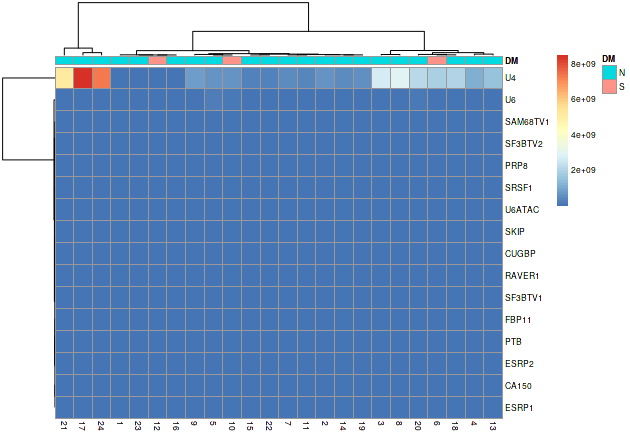 DM
U4
U6
SAM68TV1
SF3BTV2
PRP8
SRSF1
U6ATAC
SKIP
CUGBP
RAVER1
SF3BTV1
FBP11
PTB
ESRP2
CA150
ESRP1
21 17 24 1 23 12 16 9 5 10 15 22 7 11 2 14 19 3 8 20 6 18 4 13
8e+09
6e+09
4e+09
2e+09
DM
N
S